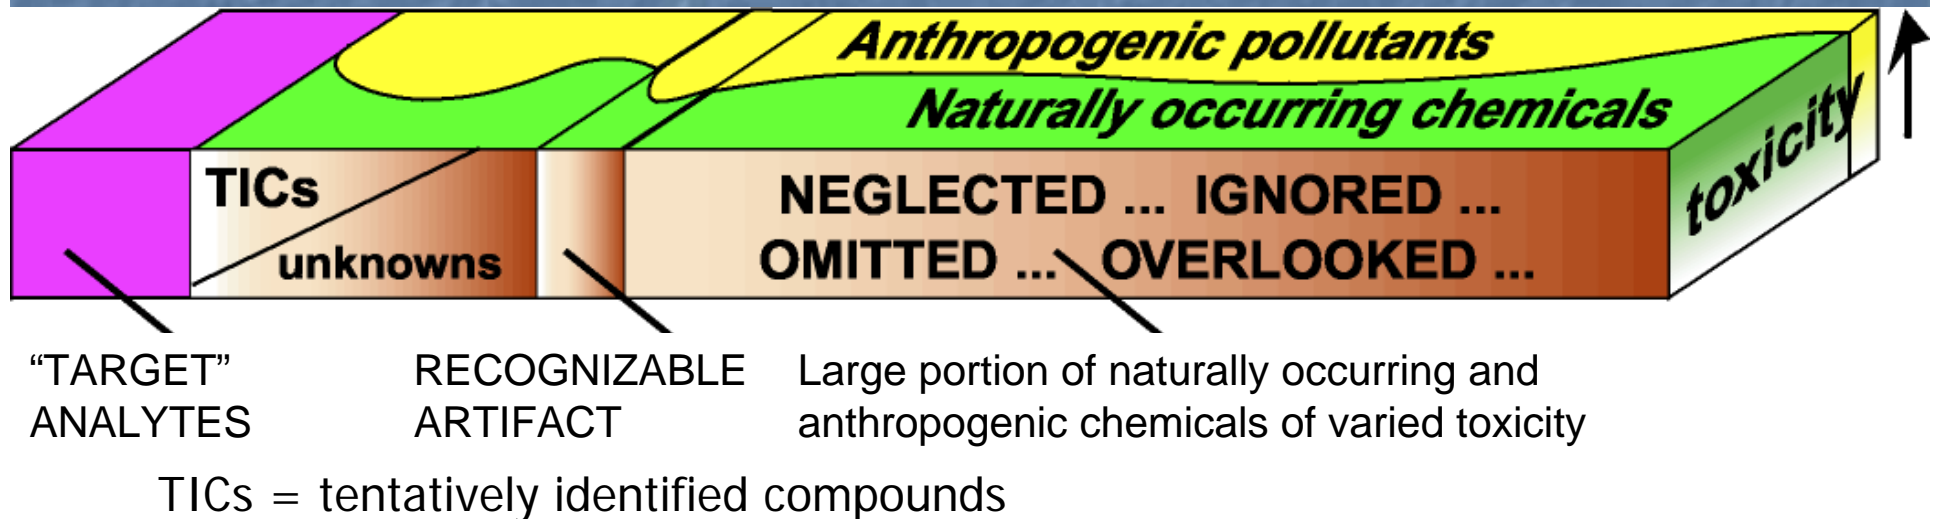 Anthropogenic pollutants
Naturally occurring chemicals
toxicity
TICs
unknowns
NEGLECTED ... IGNORED ...
OMITTED ... OVERLOOKED ...
“TARGET”
ANALYTES
RECOGNIZABLE
ARTIFACT
Large portion of naturally occurring and
anthropogenic chemicals of varied toxicity
TICs = tentatively identified compounds